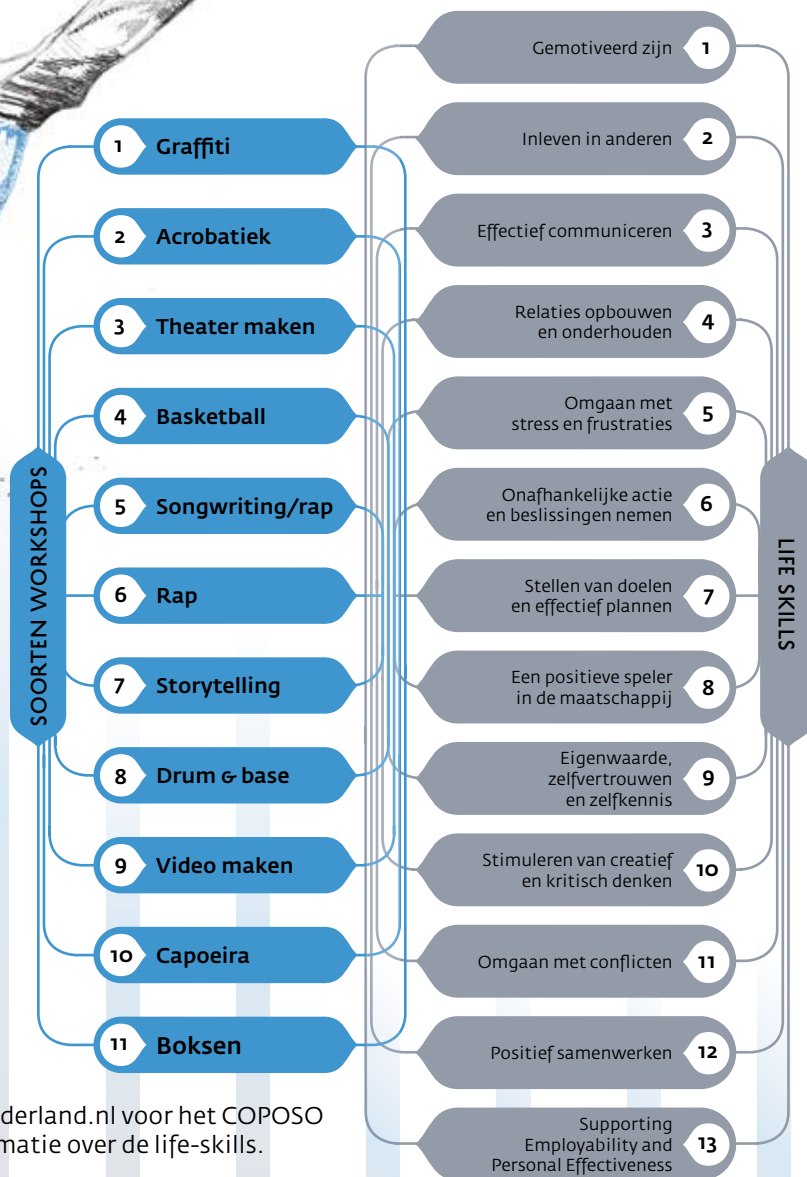 SOORTEN WORKSHOPS
1 Graffiti
2 Acrobatiek
3 Theater maken
4 Basketball
5 Songwriting/rap
6 Rap
7 Storytelling
8 Drum & base
9 Video maken
10 Capoeira
11 Boksen
Gemotiveerd zijn 1
Inleven in anderen 2
Effectief communiceren 3
Relaties opbouwen
en onderhouden 4
Omgaan met
stress en frustraties 5
Onafhankelijke actie
en beslissingen nemen 6
Stellen van doelen
en effectief plannen 7
Een positieve speler
in de maatschappij 8
Eigenwaarde,
zelfvertrouwen 9
en zelfkennis
Stimuleren van creatief
en kritisch denken 10
Omgaan met conflicten 11
Positief samenwerken 12
Supporting
Employability and 13
Personal Effectiveness
LIFE SKILLS
derland.nl voor het COPOSO
matie over de life-skills.